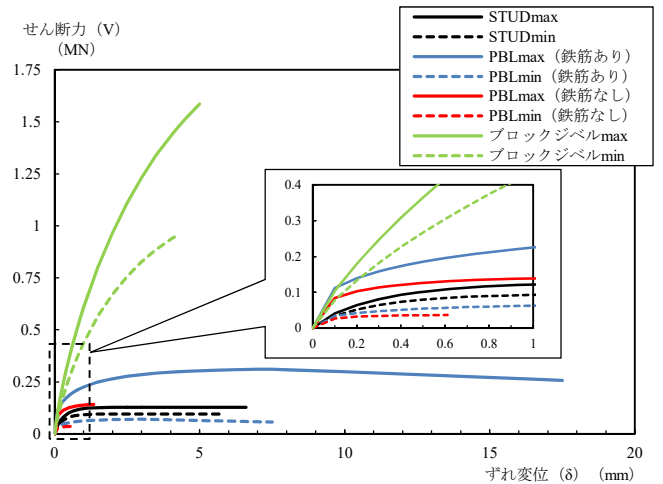 せん断力（V）
（MN）
STUDmax
STUDmin
PBLmax（鉄筋あり）
PBLmin（鉄筋あり）
PBLmax（鉄筋なし）
PBLmin（鉄筋なし）
ブロックジベルmax
ブロックジベルmin
1.75
1.5
1.25
1
0.75
0.5
0.25
0
0.4
0.3
0.2
0.1
0
0 0.2 0.4 0.6 0.8 1
0 5 10 15 20
ずれ変位（δ）（mm）